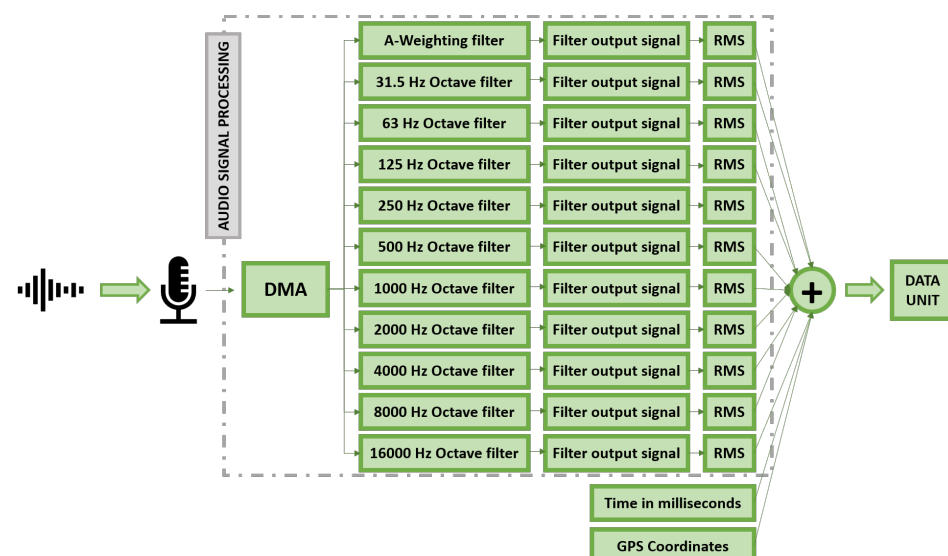 AUDIO SIGNAL PROCESSING
A-Weighting filter Filter output signal RMS
31.5 Hz Octave filter Filter output signal RMS
63 Hz Octave filter Filter output signal RMS
125 Hz Octave filter Filter output signal RMS
250 Hz Octave filter Filter output signal RMS
500 Hz Octave filter Filter output signal RMS
DMA
1000 Hz Octave filter Filter output signal RMS
+
DATA
UNIT
2000 Hz Octave filter Filter output signal RMS
4000 Hz Octave filter Filter output signal RMS
8000 Hz Octave filter Filter output signal RMS
16000 Hz Octave filter Filter output signal RMS
Time in milliseconds
GPS Coordinates